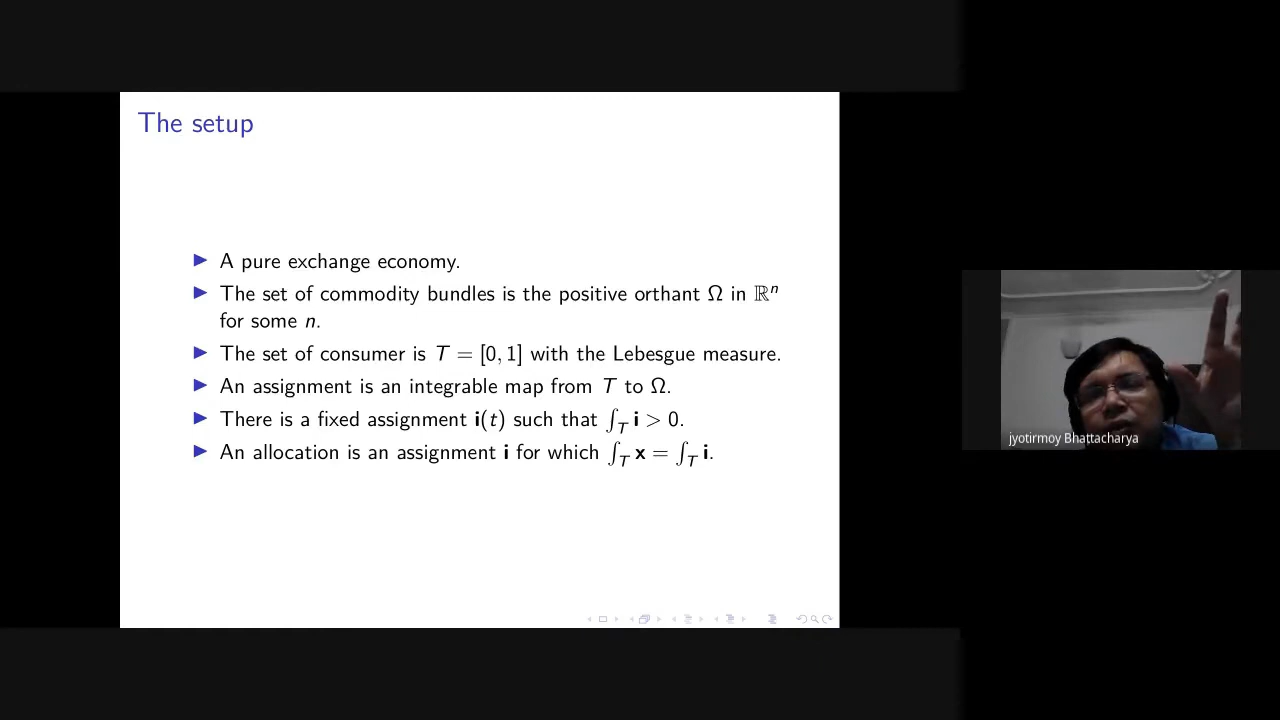 The setup
▶ A pure exchange economy.
▶ The set of commodity bundles is the positive orthant Ω in ℝⁿ
for some n.
▶ The set of consumer is T = [0, 1] with the Lebesgue measure.
▶ An assignment is an integrable map from T to Ω.
▶ There is a fixed assignment i(t) such that ∫_T i > 0.
▶ An allocation is an assignment i for which ∫_T x = ∫_T i.
jyotirmoy Bhattacharya